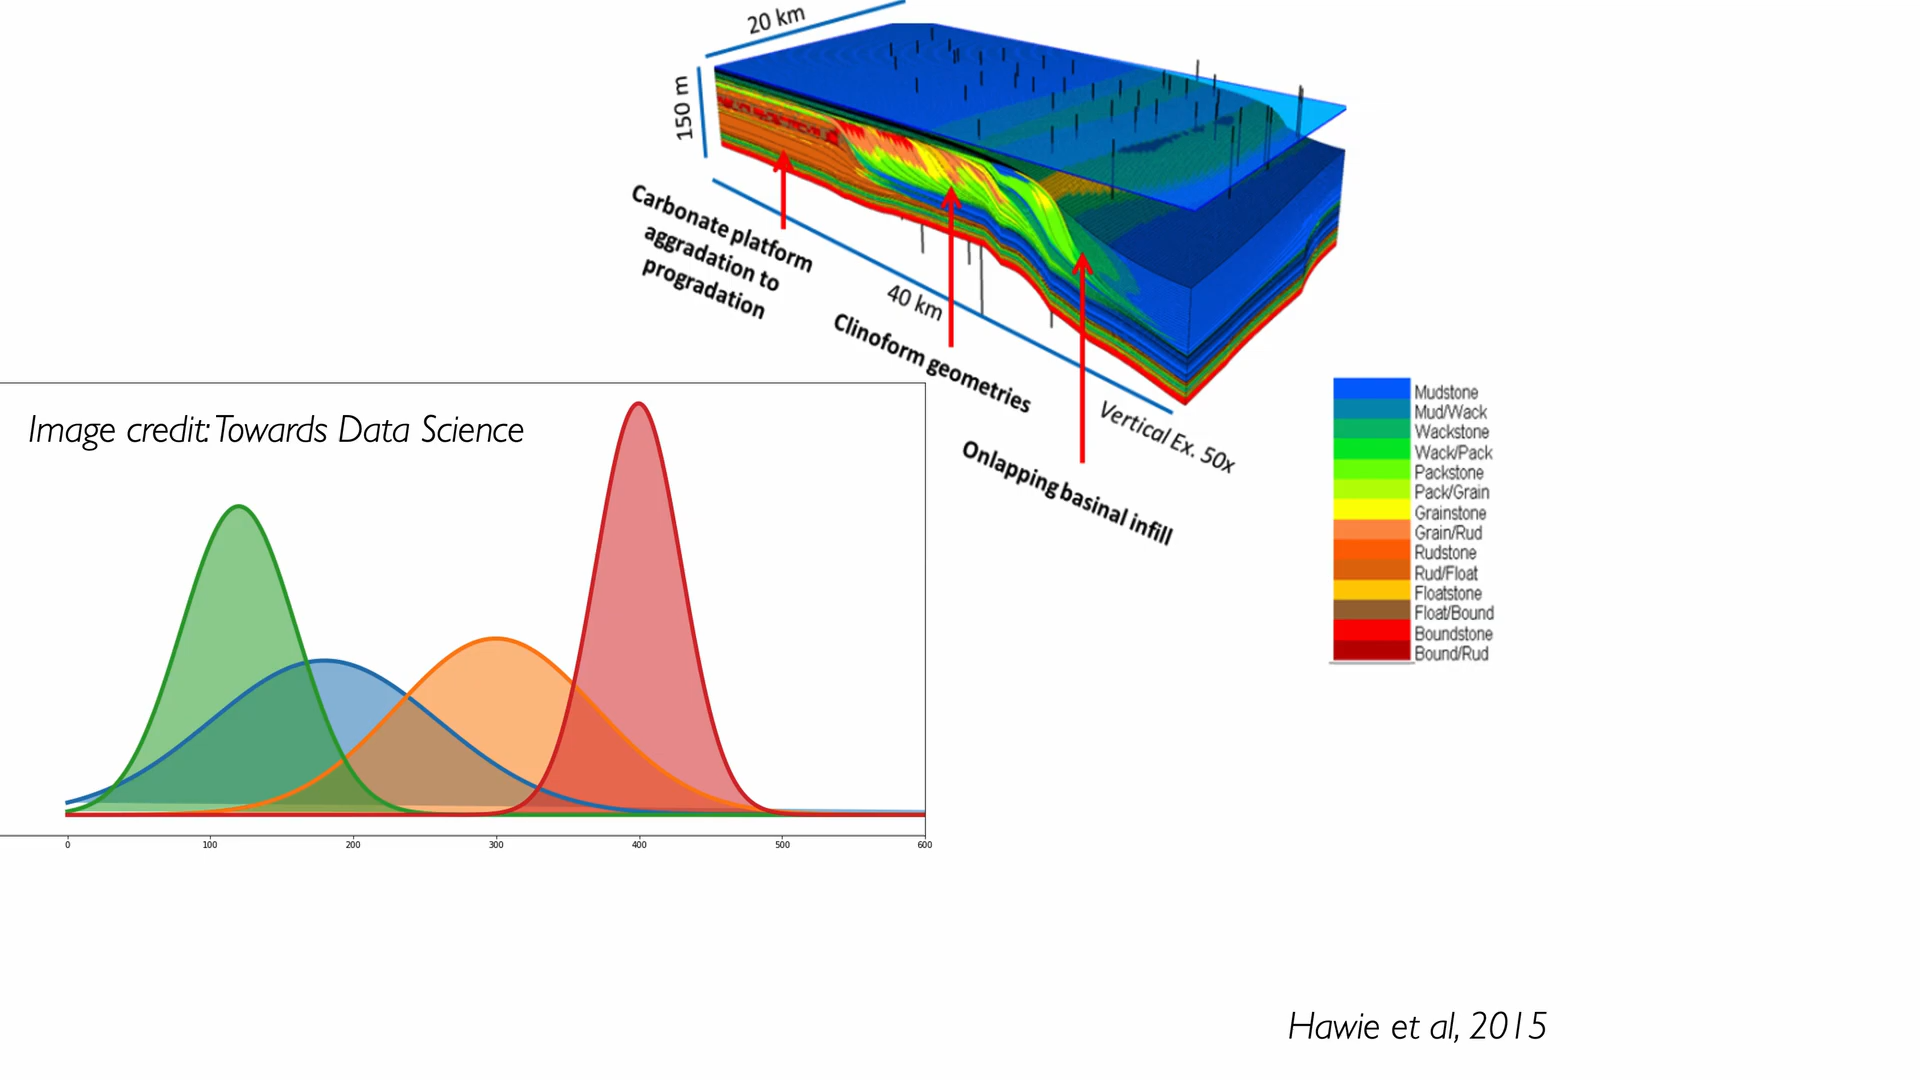 20 km
150 m
Carbonate platform
aggradation to
progradation
40 km
Clinoform geometries
Vertical Ex. 50x
Onlapping basinal infill
Mudstone
Mud/Wack
Wackstone
Wack/Pack
Packstone
Pack/Grain
Grainstone
Grain/Rud
Rudstone
Rud/Float
Floatstone
Float/Bound
Boundstone
Bound/Rud
Image credit: Towards Data Science
0 100 200 300 400 500 600
Hawie et al, 2015